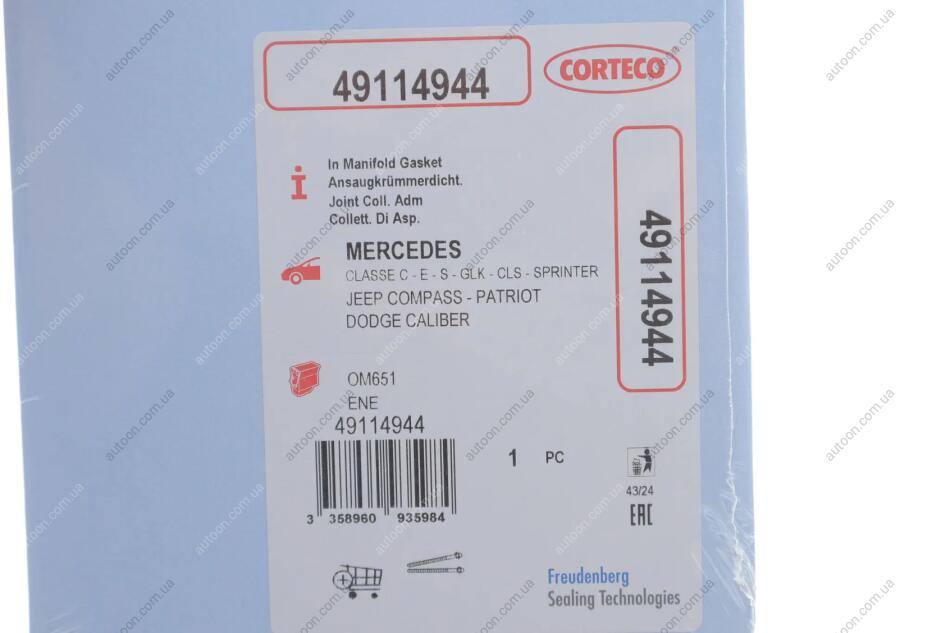 49114944
CORTECO
In Manifold Gasket
Ansaugkrümmerdicht.
Joint Coll. Adm
Collett. Di Asp.
MERCEDES
CLASSE C - E - S - GLK - CLS - SPRINTER
JEEP COMPASS - PATRIOT
DODGE CALIBER
49114944
OM651
ENE
49114944
3 358960 935984
1 PC
43/24
EAC
Freudenberg
Sealing Technologies
autoon.com.ua